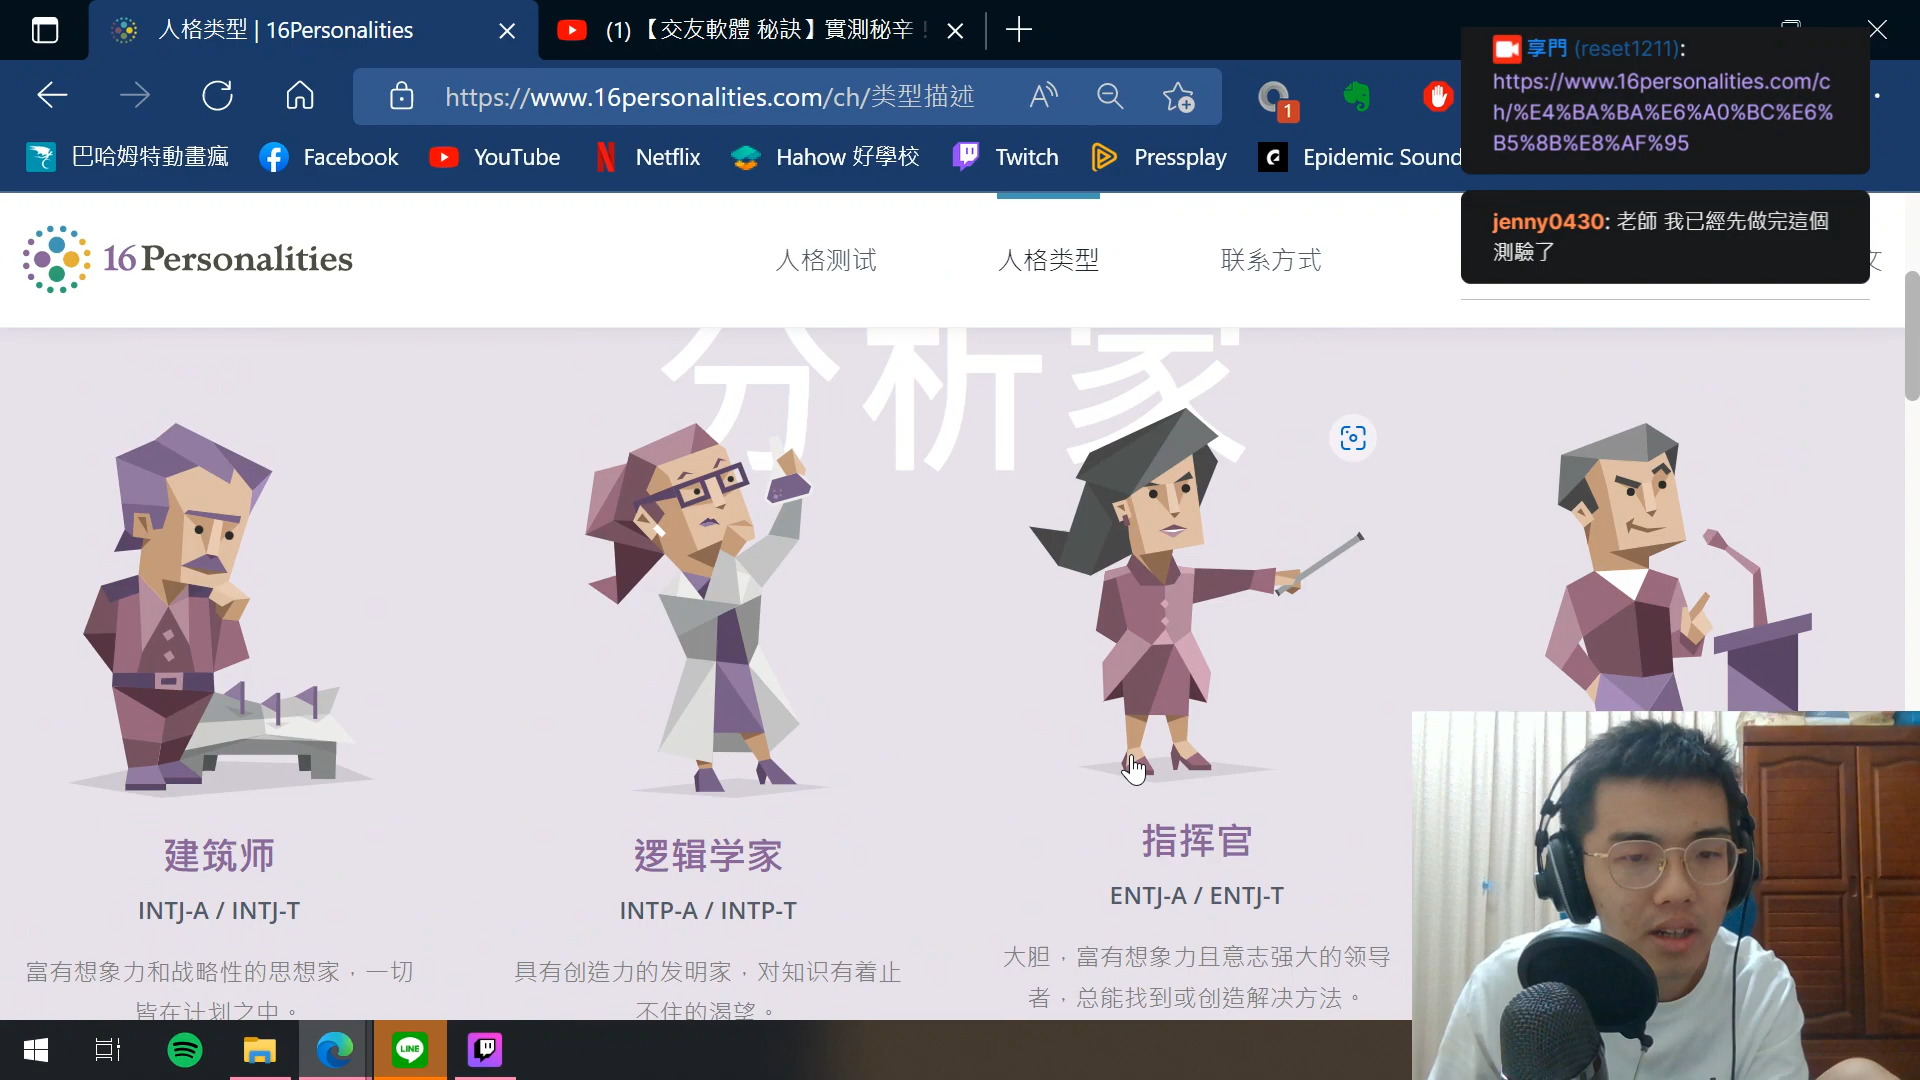 人格类型 | 16Personalities
(1) 【交友軟體 秘訣】實測秘辛！
享門 (reset1211):
https://www.16personalities.com/c
h/%E4%BA%BA%E6%A0%BC%E6%
B5%8B%E8%AF%95
https://www.16personalities.com/ch/类型描述
1
巴哈姆特動畫瘋
Facebook
YouTube
Netflix
Hahow 好學校
Twitch
Pressplay
Epidemic Sound
jenny0430: 老師 我已經先做完這個
測驗了
16Personalities
人格测试
人格类型
联系方式
文
分析家
建筑师
INTJ-A / INTJ-T
富有想象力和战略性的思想家，一切
皆在计划之中。
逻辑学家
INTP-A / INTP-T
具有创造力的发明家，对知识有着止
不住的渴望。
指挥官
ENTJ-A / ENTJ-T
大胆，富有想象力且意志强大的领导
者，总能找到或创造解决方法。
LINE